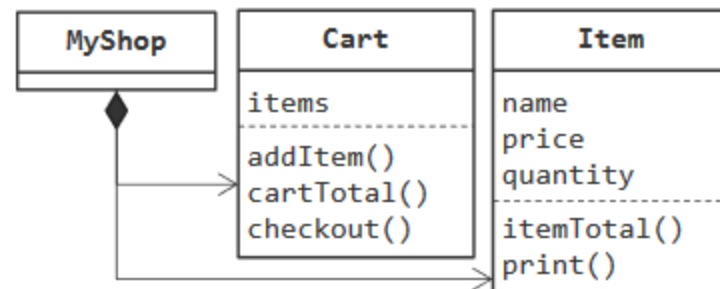 MyShop
Cart
items
addItem()
cartTotal()
checkout()
Item
name
price
quantity
itemTotal()
print()